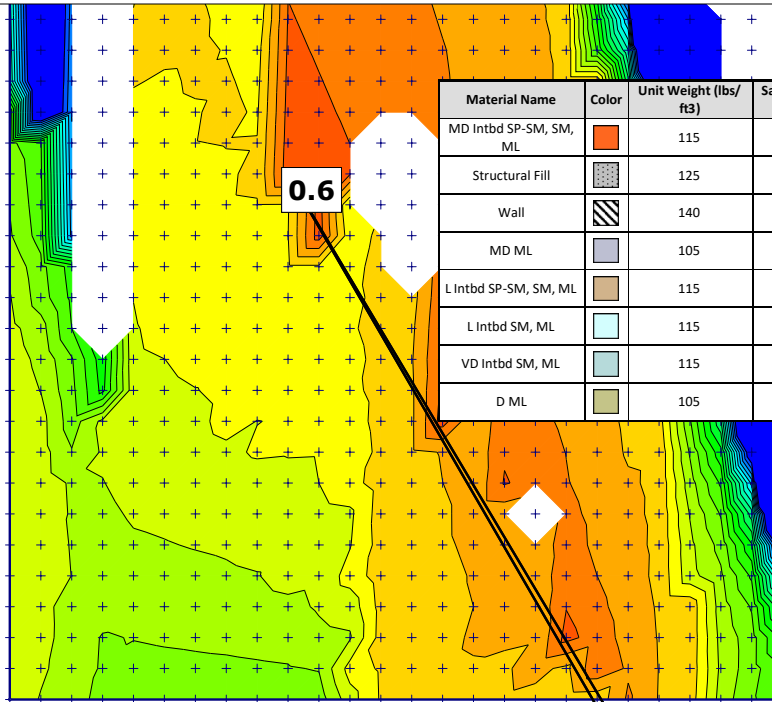 Material Name Color Unit Weight (lbs/ Sa
ft3)
MD Intbd SP-SM, SM, 115
ML
Structural Fill 125
Wall 140
MD ML 105
L Intbd SP-SM, SM, ML 115
L Intbd SM, ML 115
VD Intbd SM, ML 115
D ML 105
0.6